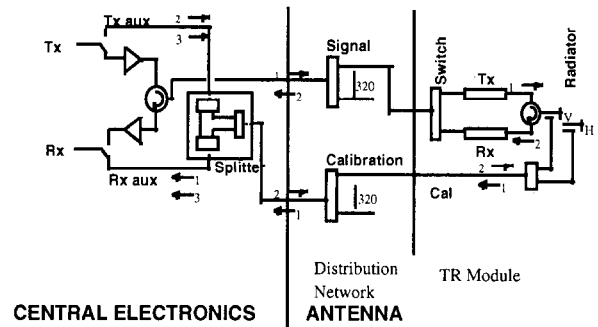 Tx aux 2
3
Tx
Signal
1
2
320
Switch
Tx
1
Radiator
V
H
Rx
2
Splitter
Rx
Rx aux
1
3
Calibration
2
1
320
Cal
2
1
Distribution
Network
TR Module
CENTRAL ELECTRONICS
ANTENNA